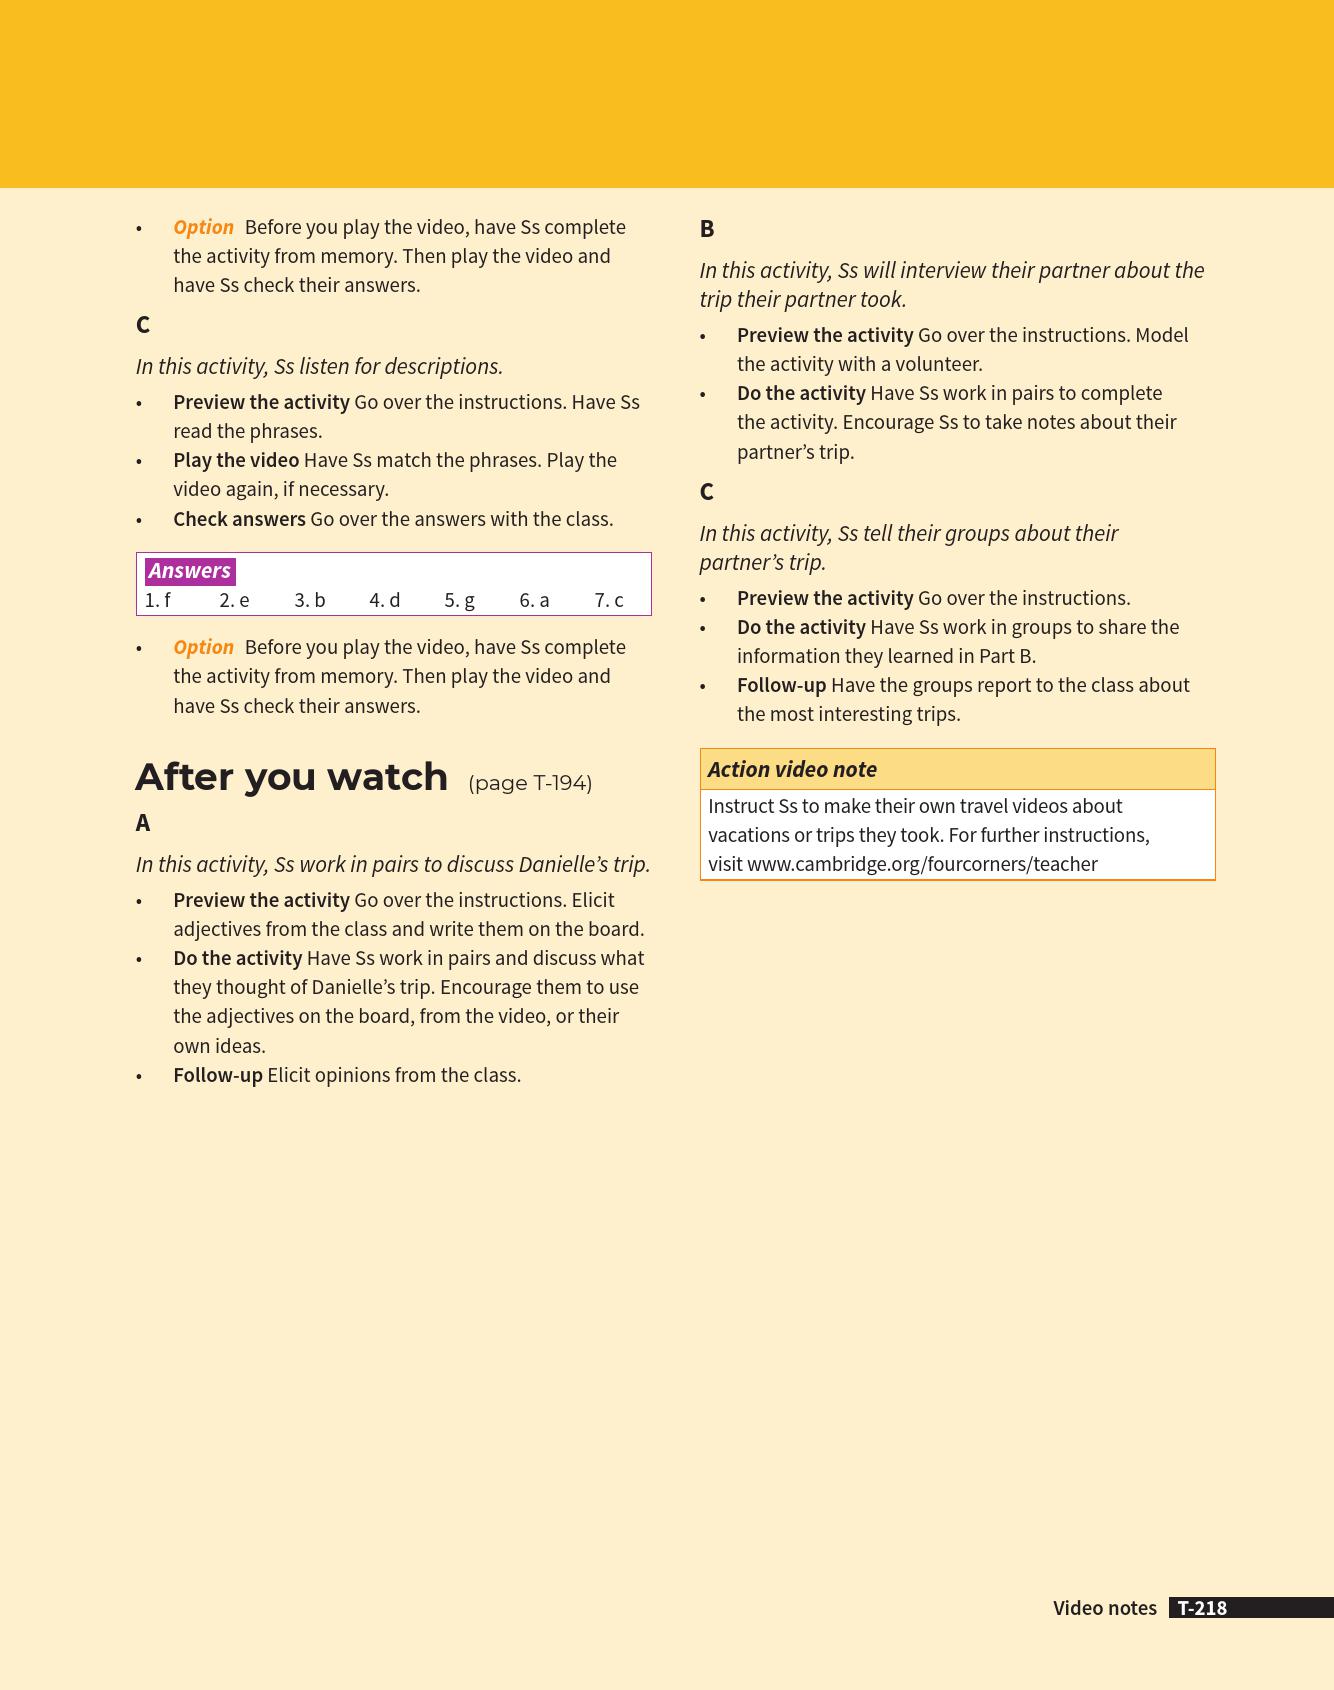 • Option Before you play the video, have Ss complete
the activity from memory. Then play the video and
have Ss check their answers.
C
In this activity, Ss listen for descriptions.
• Preview the activity Go over the instructions. Have Ss
read the phrases.
• Play the video Have Ss match the phrases. Play the
video again, if necessary.
• Check answers Go over the answers with the class.
Answers
1. f 2. e 3. b 4. d 5. g 6. a 7. c
• Option Before you play the video, have Ss complete
the activity from memory. Then play the video and
have Ss check their answers.
After you watch (page T-194)
A
In this activity, Ss work in pairs to discuss Danielle’s trip.
• Preview the activity Go over the instructions. Elicit
adjectives from the class and write them on the board.
• Do the activity Have Ss work in pairs and discuss what
they thought of Danielle’s trip. Encourage them to use
the adjectives on the board, from the video, or their
own ideas.
• Follow-up Elicit opinions from the class.
B
In this activity, Ss will interview their partner about the
trip their partner took.
• Preview the activity Go over the instructions. Model
the activity with a volunteer.
• Do the activity Have Ss work in pairs to complete
the activity. Encourage Ss to take notes about their
partner’s trip.
C
In this activity, Ss tell their groups about their
partner’s trip.
• Preview the activity Go over the instructions.
• Do the activity Have Ss work in groups to share the
information they learned in Part B.
• Follow-up Have the groups report to the class about
the most interesting trips.
Action video note
Instruct Ss to make their own travel videos about
vacations or trips they took. For further instructions,
visit www.cambridge.org/fourcorners/teacher
Video notes T-218